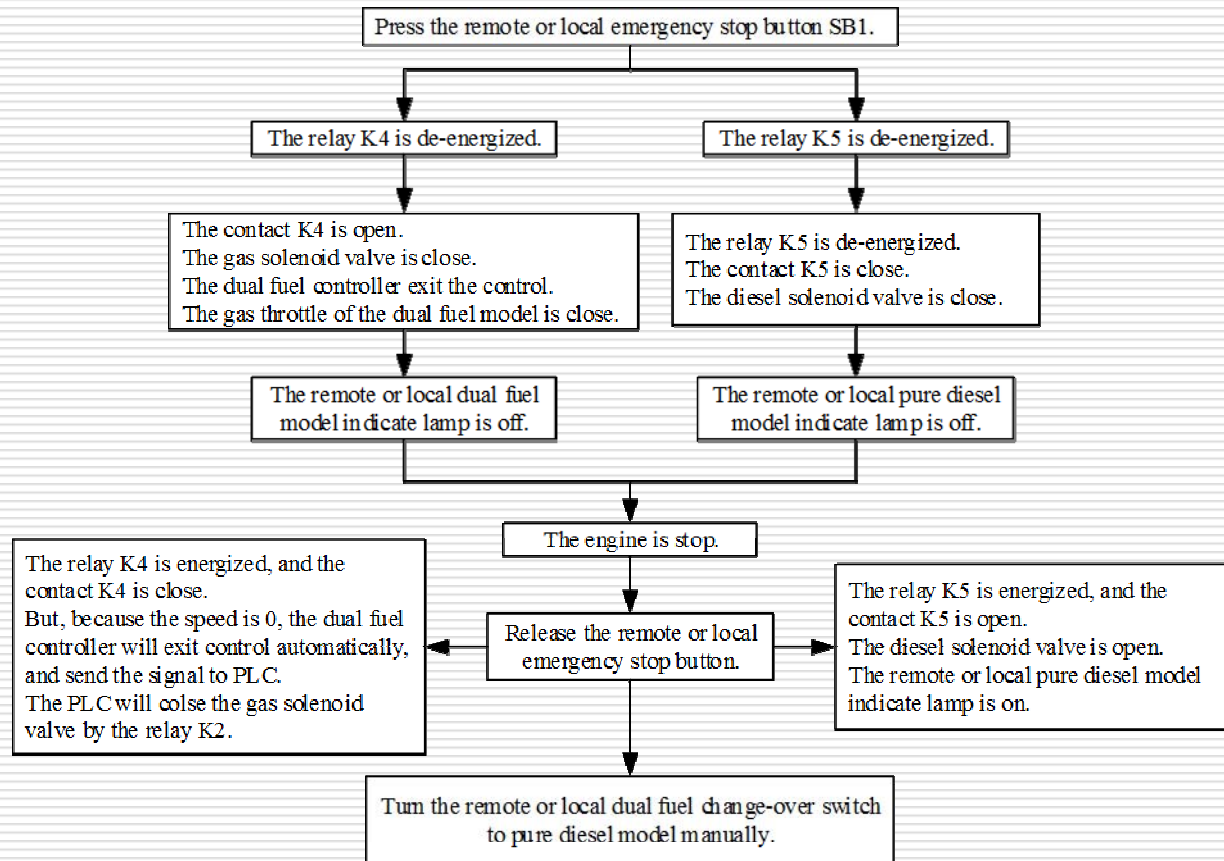 Press the remote or local emergency stop button SB1.
The relay K4 is de-energized.
The relay K5 is de-energized.
The contact K4 is open.
The gas solenoid valve is close.
The dual fuel controller exit the control.
The gas throttle of the dual fuel model is close.
The relay K5 is de-energized.
The contact K5 is close.
The diesel solenoid valve is close.
The remote or local dual fuel
model indicate lamp is off.
The remote or local pure diesel
model indicate lamp is off.
The engine is stop.
The relay K4 is energized, and the
contact K4 is close.
But, because the speed is 0, the dual fuel
controller will exit control automatically,
and send the signal to PLC.
The PLC will colse the gas solenoid
valve by the relay K2.
Release the remote or local
emergency stop button.
The relay K5 is energized, and the
contact K5 is open.
The diesel solenoid valve is open.
The remote or local pure diesel model
indicate lamp is on.
Turn the remote or local dual fuel change-over switch
to pure diesel model manually.